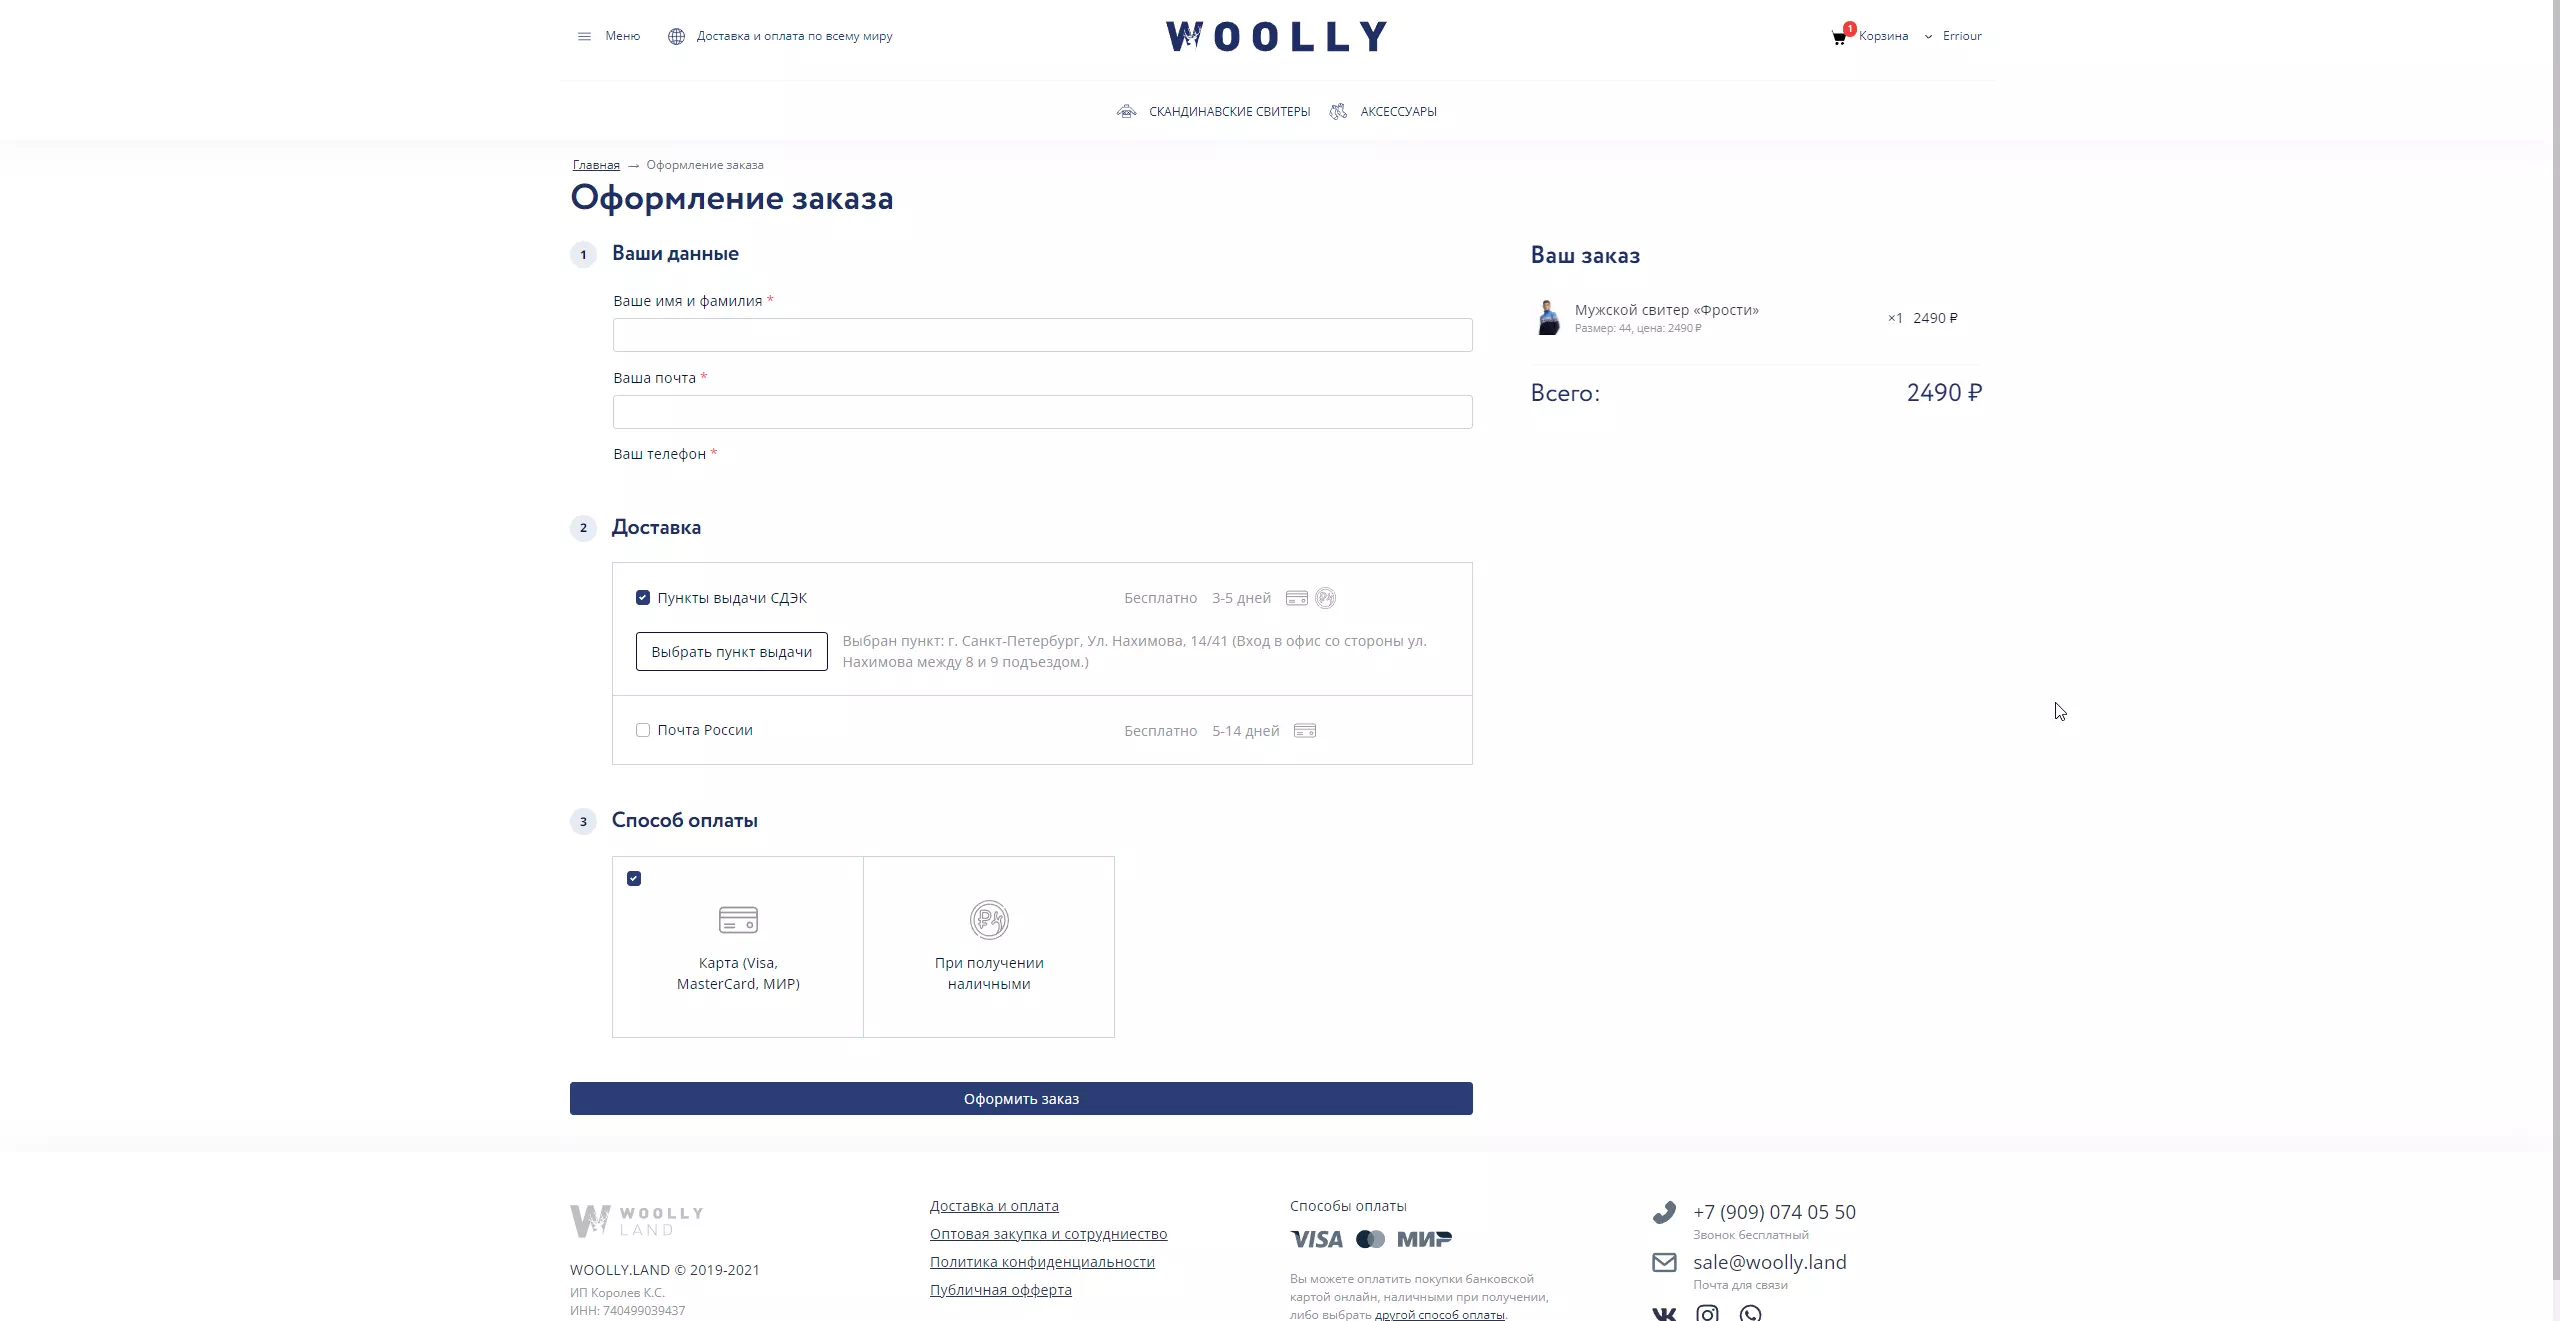 Меню
Доставка и оплата по всему миру
WOOLLY
1
Корзина
Erriour
СКАНДИНАВСКИЕ СВИТЕРЫ
АКСЕССУАРЫ
Главная → Оформление заказа
Оформление заказа
1 Ваши данные
Ваше имя и фамилия *
Ваша почта *
Ваш телефон *
Ваш заказ
Мужской свитер «Фрости»
Размер: 44, цена: 2490 ₽
×1 2490 ₽
Всего: 2490 ₽
2 Доставка
Пункты выдачи СДЭК Бесплатно 3-5 дней
Выбрать пункт выдачи
Выбран пункт: г. Санкт-Петербург, Ул. Нахимова, 14/41 (Вход в офис со стороны ул.
Нахимова между 8 и 9 подъездом.)
Почта России Бесплатно 5-14 дней
3 Способ оплаты
Карта (Visa,
MasterCard, МИР)
При получении
наличными
Оформить заказ
WOOLLY
LAND
WOOLLY.LAND © 2019-2021
ИП Королев К.С.
ИНН: 740499039437
Доставка и оплата
Оптовая закупка и сотрудниество
Политика конфиденциальности
Публичная офферта
Способы оплаты
VISA МИР
Вы можете оплатить покупки банковской
картой онлайн, наличными при получении,
либо выбрать другой способ оплаты.
+7 (909) 074 05 50
Звонок бесплатный
sale@woolly.land
Почта для связи